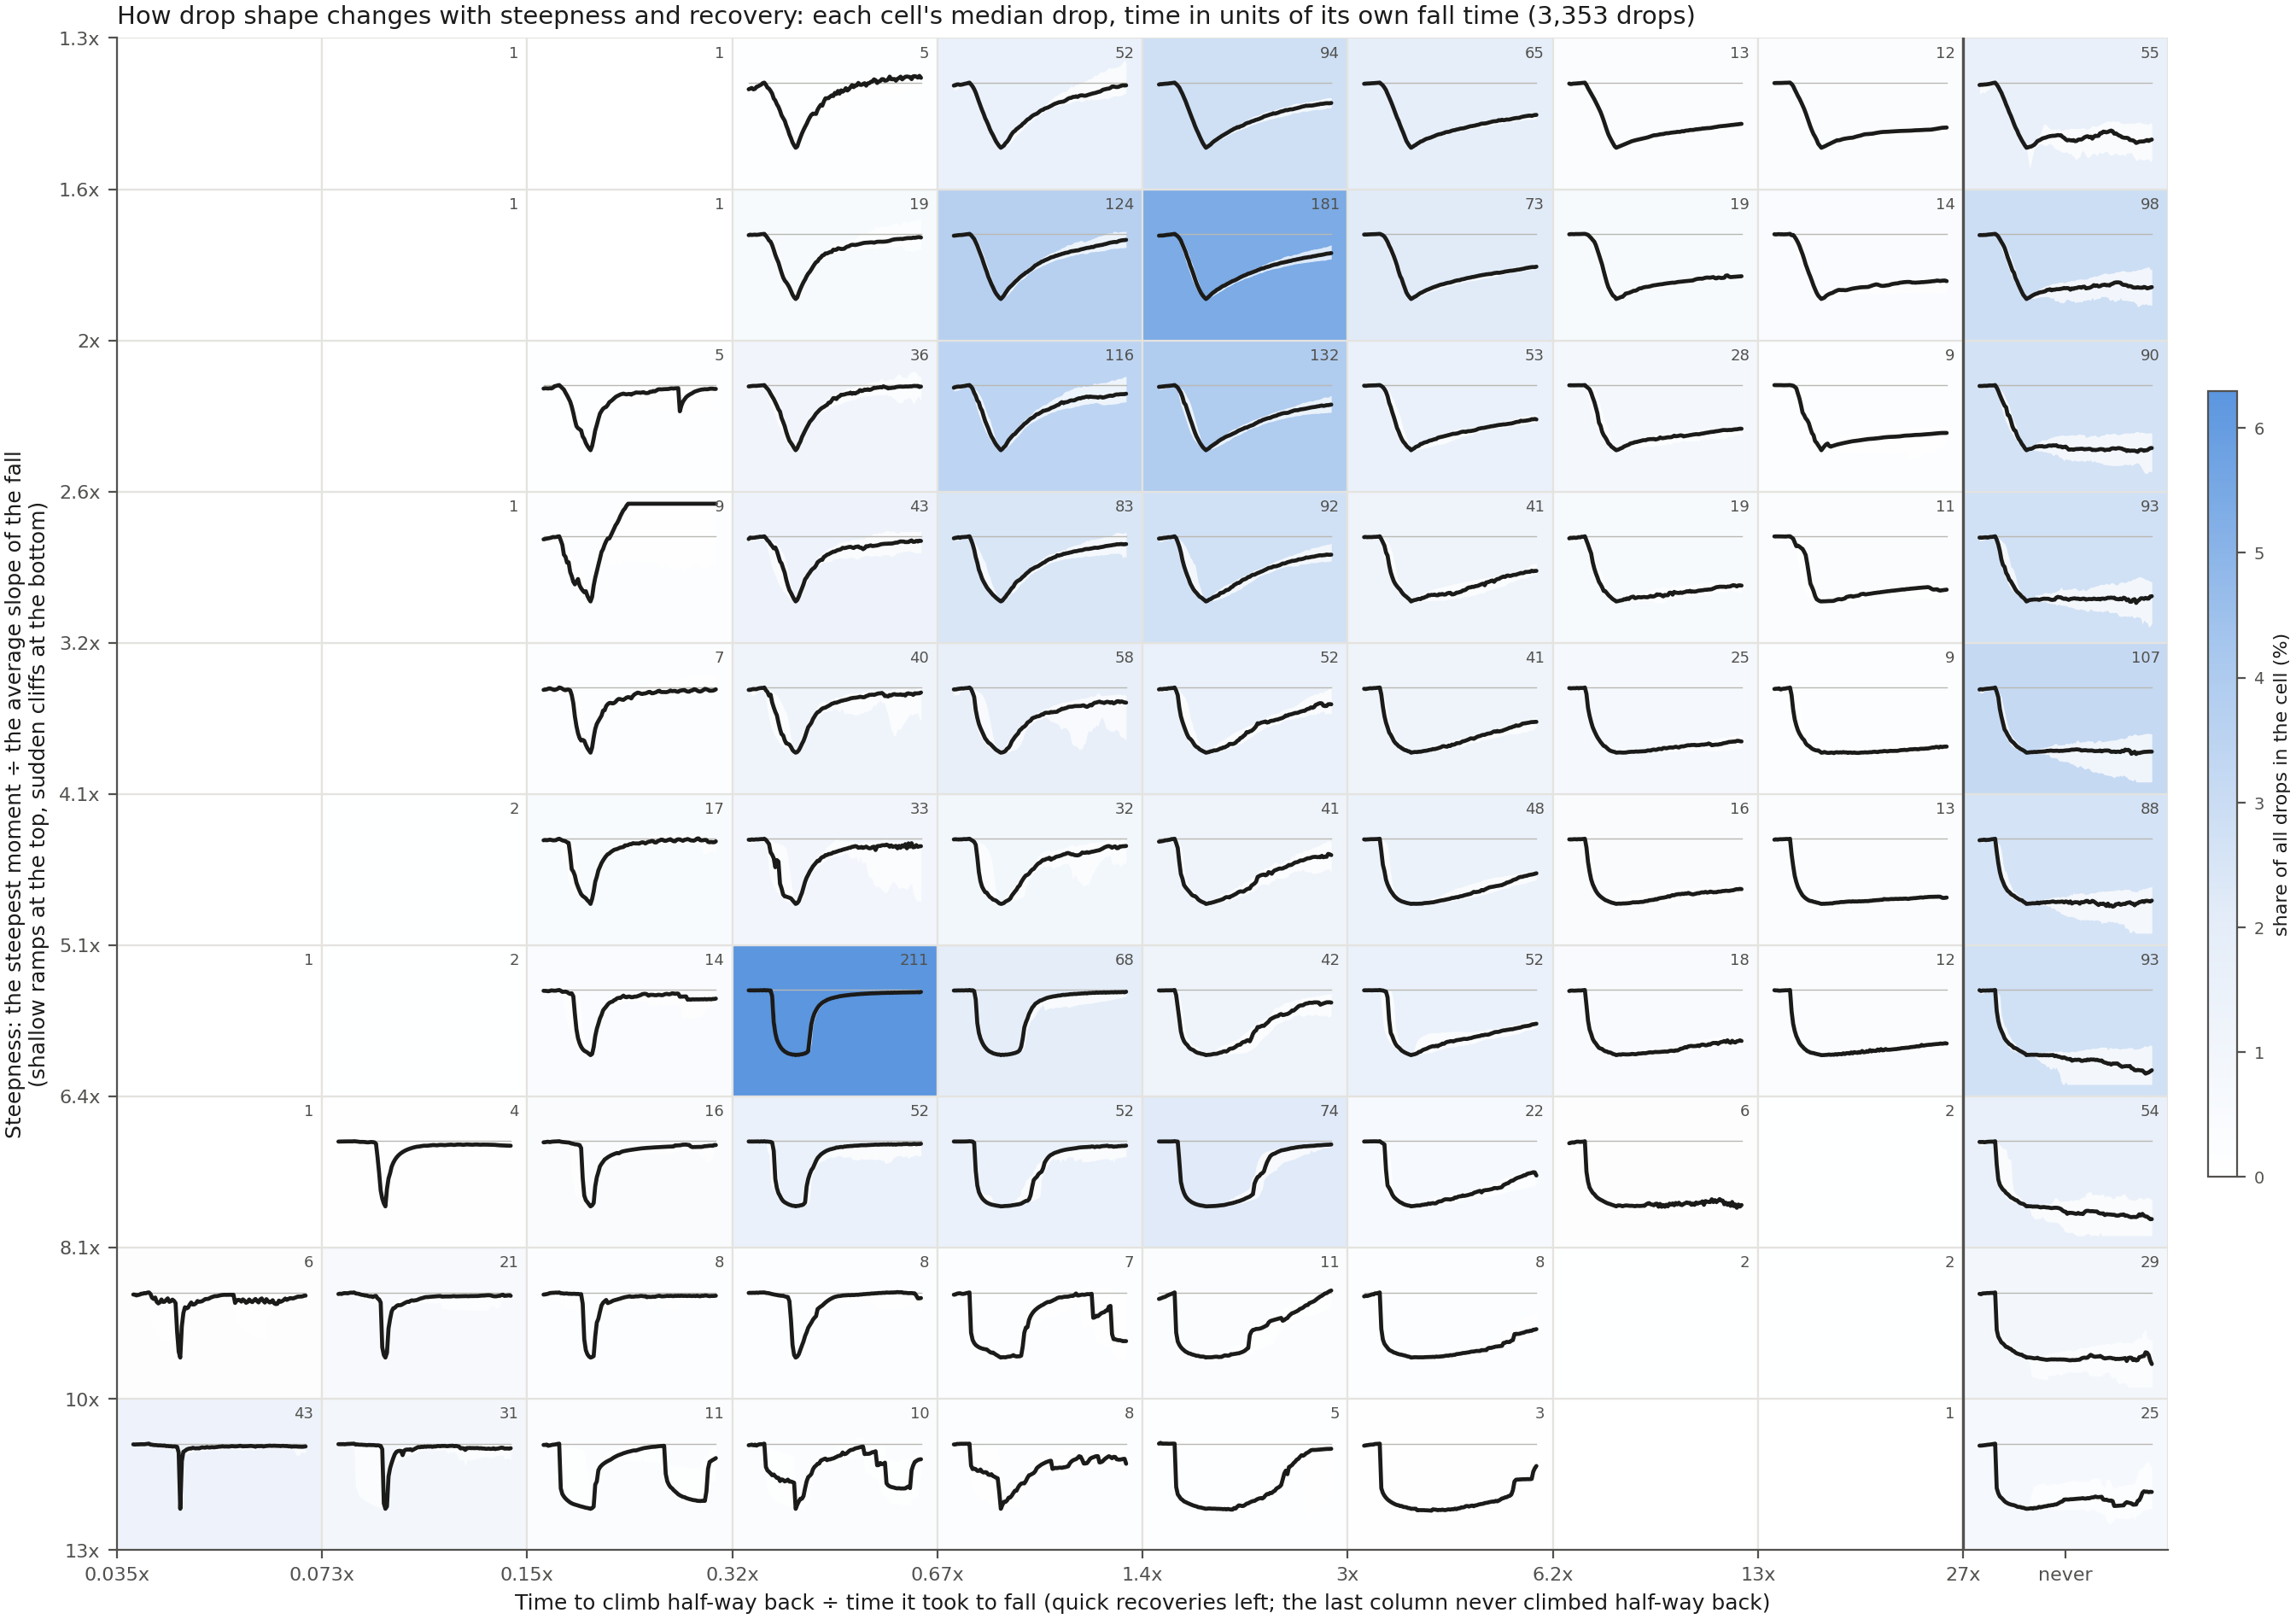 How drop shape changes with steepness and recovery: each cell's median drop, time in units of its own fall time (3,353 drops)
Steepness: the steepest moment ÷ the average slope of the fall
(shallow ramps at the top, sudden cliffs at the bottom)
1.3x
1 1 5 52 94 65 13 12 55
1.6x
1 1 19 124 181 73 19 14 98
2x
5 36 116 132 53 28 9 90
2.6x
1 9 43 83 92 41 19 11 93
3.2x
7 40 58 52 41 25 9 107
4.1x
2 17 33 32 41 48 16 13 88
5.1x
1 2 14 211 68 42 52 18 12 93
6.4x
1 4 16 52 52 74 22 6 2 54
8.1x
6 21 8 8 7 11 8 2 2 29
10x
43 31 11 10 8 5 3 1 25
13x
0.035x 0.073x 0.15x 0.32x 0.67x 1.4x 3x 6.2x 13x 27x never
Time to climb half-way back ÷ time it took to fall (quick recoveries left; the last column never climbed half-way back)
6
5
4
3
2
1
0
share of all drops in the cell (%)